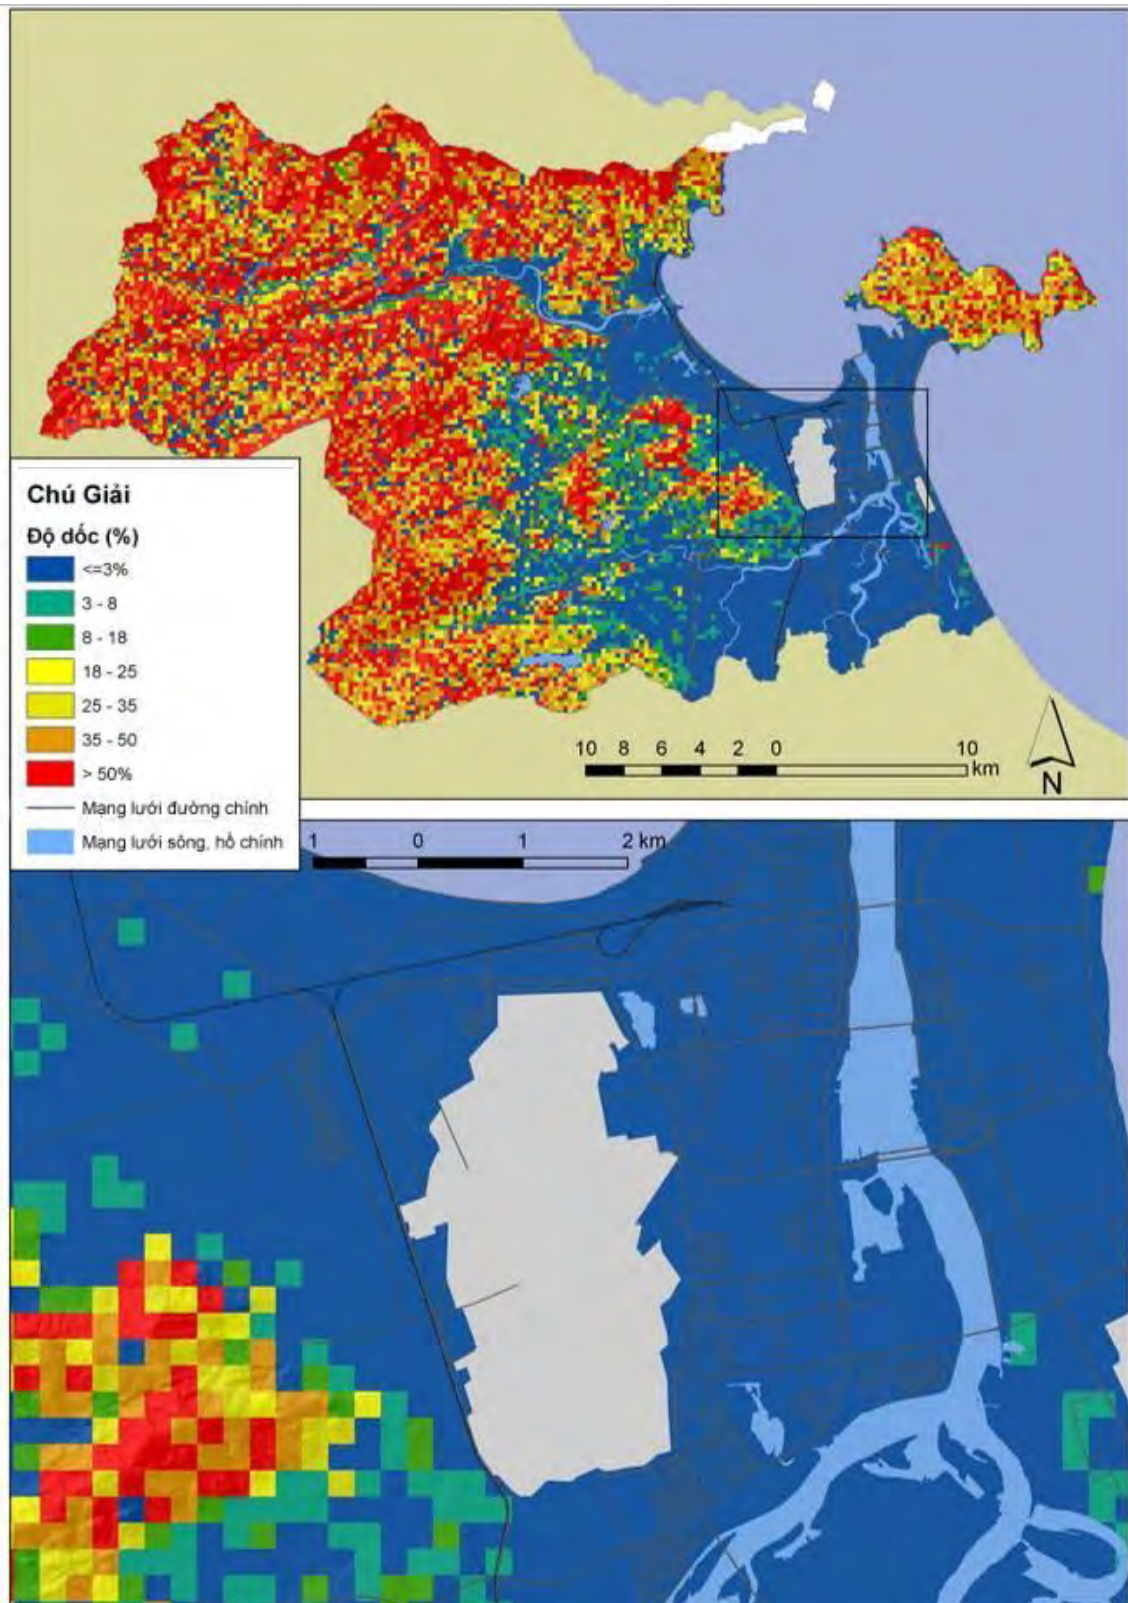 Chú Giải
Độ dốc (%)
<=3%
3 - 8
8 - 18
18 - 25
25 - 35
35 - 50
> 50%
Mạng lưới đường chính
Mạng lưới sông, hồ chính
10 8 6 4 2 0 10
km
N
1 0 1 2 km